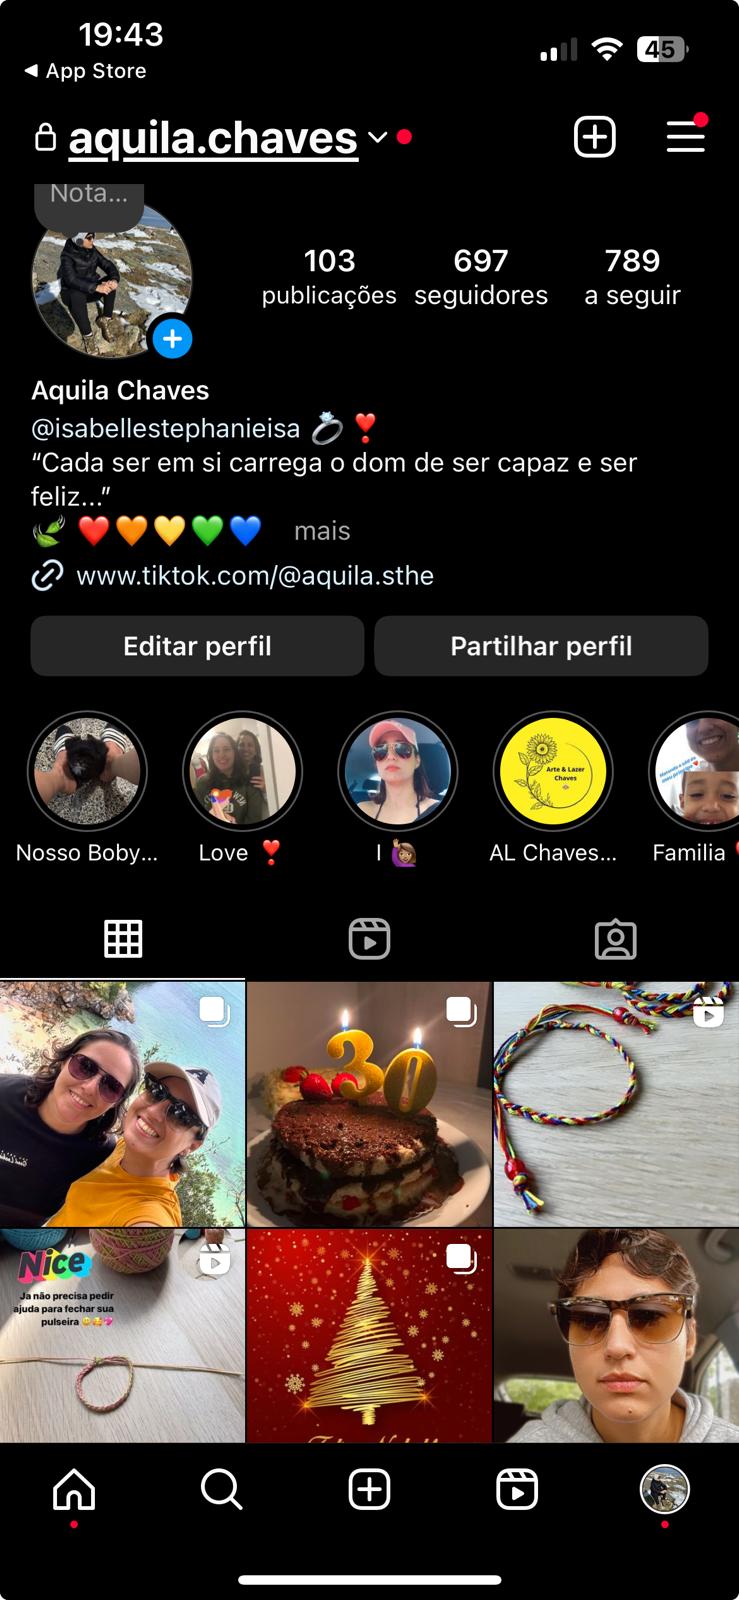 19:43
45
◀ App Store
aquila.chaves
Nota...
103
697
789
publicações
seguidores
a seguir
Aquila Chaves
@isabellestephanieisa 💍❣️
“Cada ser em si carrega o dom de ser capaz e ser
feliz...”
🍃❤️🧡💛💚💙 mais
www.tiktok.com/@aquila.sthe
Editar perfil
Partilhar perfil
Arte & Lazer
Chaves
Nosso Boby...
Love ❣️
I 🙋🏽‍♀️
AL Chaves...
Familia
30
Nice
Ja não precisa pedir
ajuda para fechar sua
pulseira